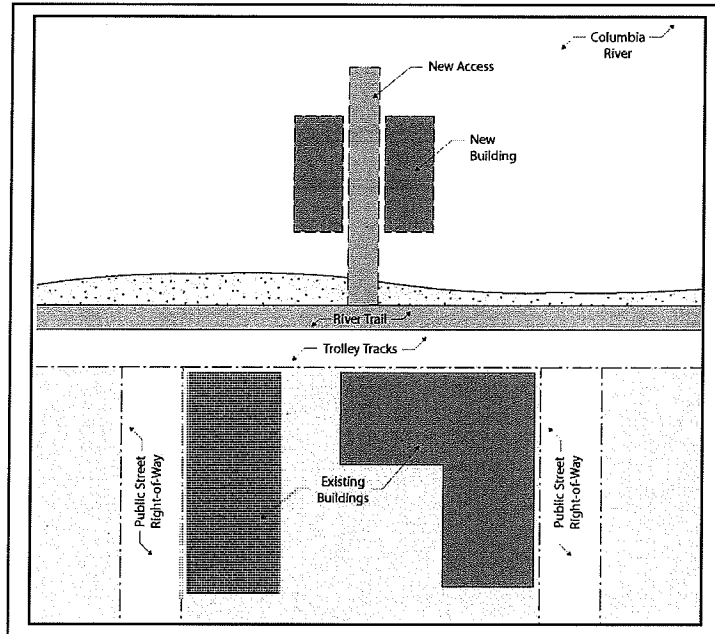 Columbia
River
New Access
New
Building
River Trail
Trolley Tracks
Public Street
Right-of-Way
Existing
Buildings
Public Street
Right-of-Way